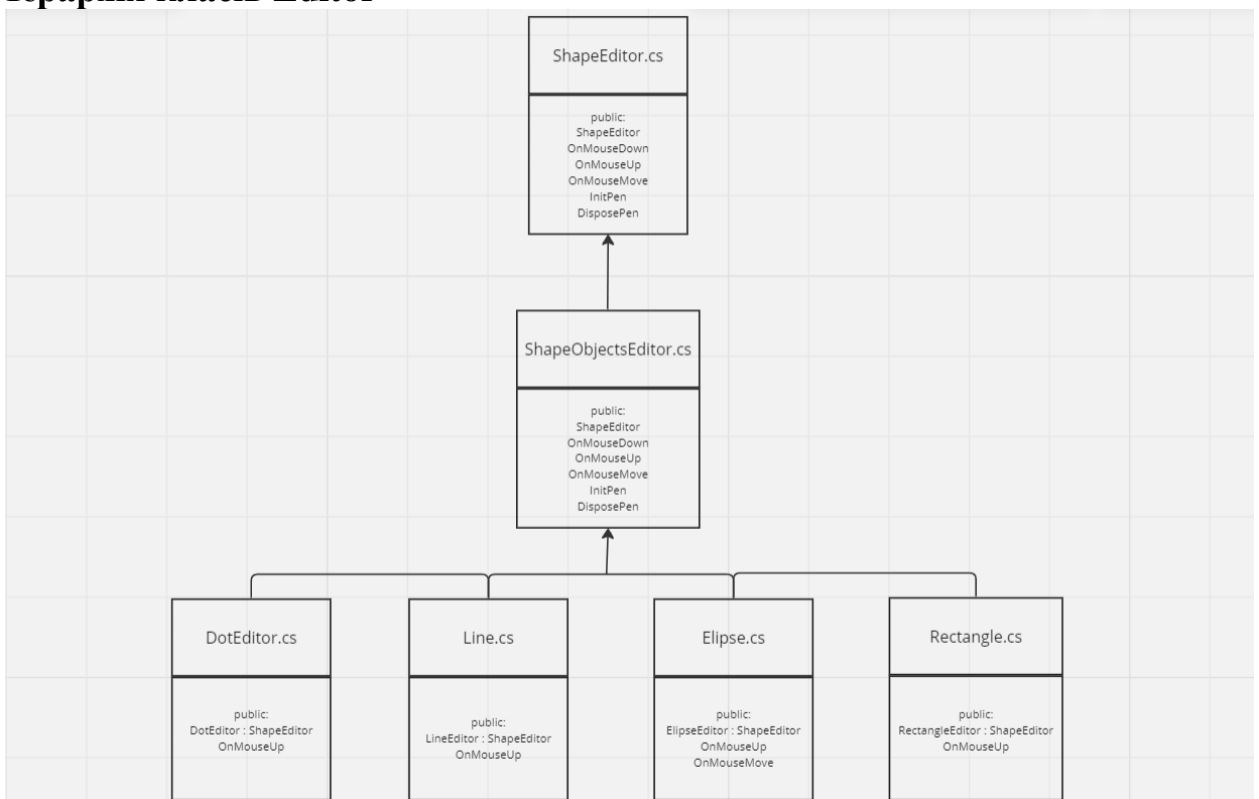 ShapeEditor.cs
public:
ShapeEditor
OnMouseDown
OnMouseUp
OnMouseMove
InitPen
DisposePen
ShapeObjectsEditor.cs
public:
ShapeEditor
OnMouseDown
OnMouseUp
OnMouseMove
InitPen
DisposePen
DotEditor.cs
public:
DotEditor : ShapeEditor
OnMouseUp
Line.cs
public:
LineEditor : ShapeEditor
OnMouseUp
Elipse.cs
public:
ElipseEditor : ShapeEditor
OnMouseUp
OnMouseMove
Rectangle.cs
public:
RectangleEditor : ShapeEditor
OnMouseUp